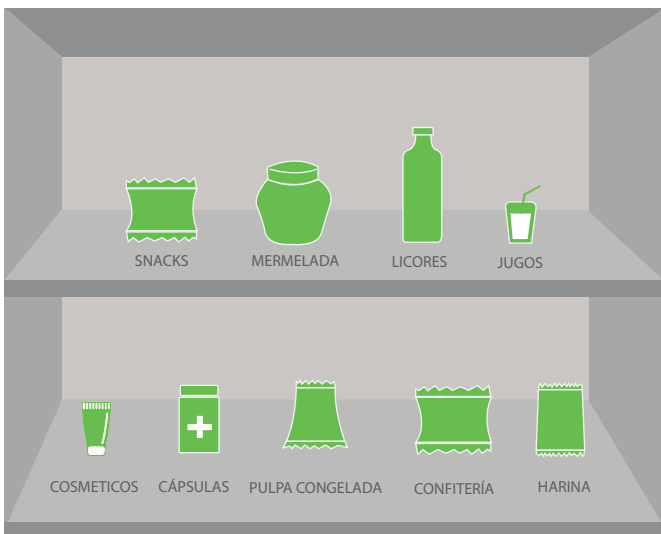 SNACKS MERMELADA LICORES JUGOS
COSMETICOS CÁPSULAS PULPA CONGELADA CONFITERÍA HARINA